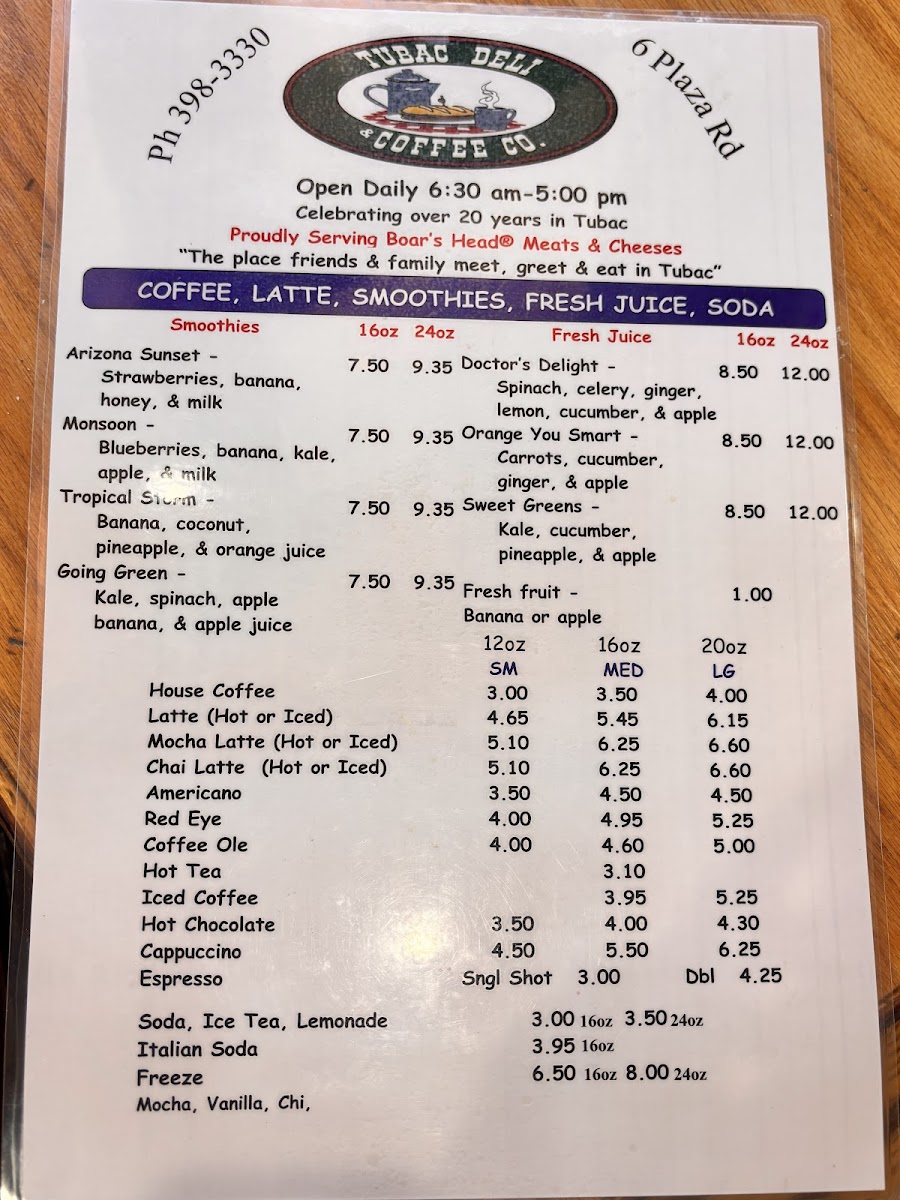 Ph 398-3330
TUBAC DELI
& COFFEE CO.
6 Plaza Rd
Open Daily 6:30 am-5:00 pm
Celebrating over 20 years in Tubac
Proudly Serving Boar's Head® Meats & Cheeses
"The place friends & family meet, greet & eat in Tubac"
COFFEE, LATTE, SMOOTHIES, FRESH JUICE, SODA
Smoothies 16oz 24oz
Arizona Sunset - 7.50 9.35
Strawberries, banana,
honey, & milk
Monsoon - 7.50 9.35
Blueberries, banana, kale,
apple, & milk
Tropical Storm - 7.50 9.35
Banana, coconut,
pineapple, & orange juice
Going Green - 7.50 9.35
Kale, spinach, apple
banana, & apple juice
Fresh Juice 16oz 24oz
Doctor's Delight - 8.50 12.00
Spinach, celery, ginger,
lemon, cucumber, & apple
Orange You Smart - 8.50 12.00
Carrots, cucumber,
ginger, & apple
Sweet Greens - 8.50 12.00
Kale, cucumber,
pineapple, & apple
Fresh fruit - 1.00
Banana or apple
12oz 16oz 20oz
SM MED LG
House Coffee 3.00 3.50 4.00
Latte (Hot or Iced) 4.65 5.45 6.15
Mocha Latte (Hot or Iced) 5.10 6.25 6.60
Chai Latte (Hot or Iced) 5.10 6.25 6.60
Americano 3.50 4.50 4.50
Red Eye 4.00 4.95 5.25
Coffee Ole 4.00 4.60 5.00
Hot Tea 3.10
Iced Coffee 3.95 5.25
Hot Chocolate 3.50 4.00 4.30
Cappuccino 4.50 5.50 6.25
Espresso Sngl Shot 3.00 Dbl 4.25
Soda, Ice Tea, Lemonade 3.00 16oz 3.50 24oz
Italian Soda 3.95 16oz
Freeze 6.50 16oz 8.00 24oz
Mocha, Vanilla, Chi,